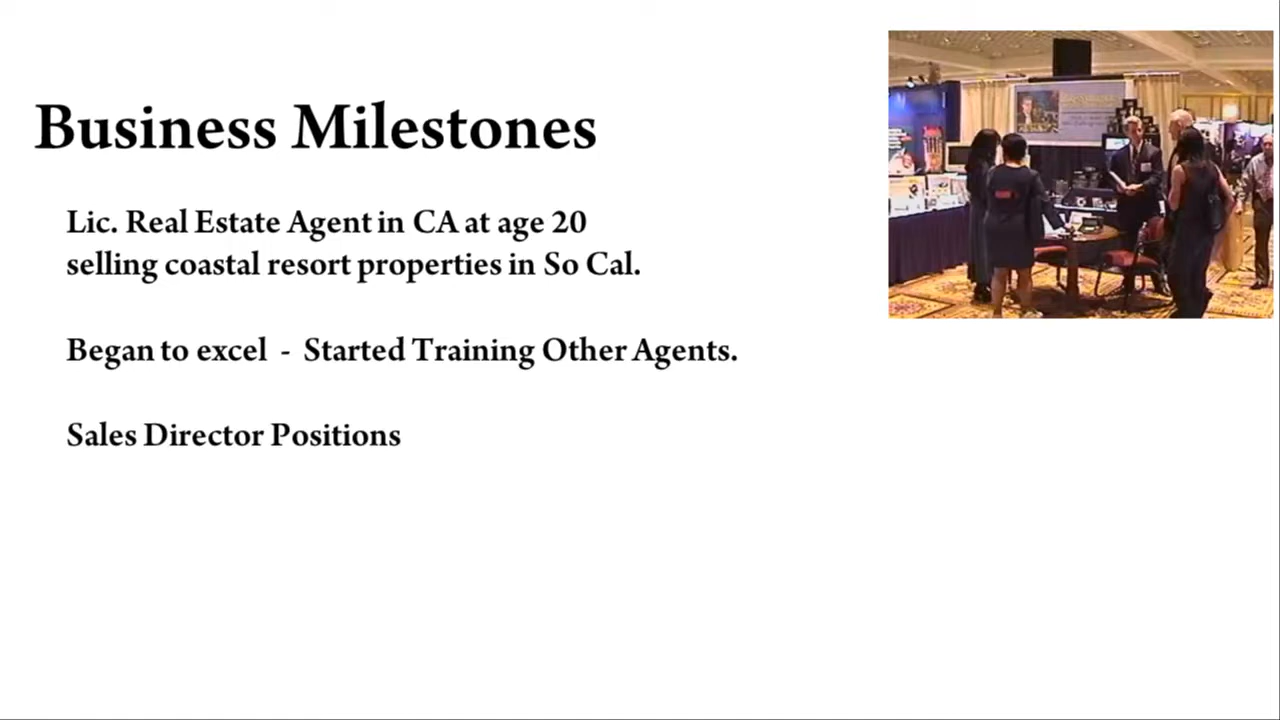 Business Milestones
Lic. Real Estate Agent in CA at age 20
selling coastal resort properties in So Cal.
Began to excel - Started Training Other Agents.
Sales Director Positions